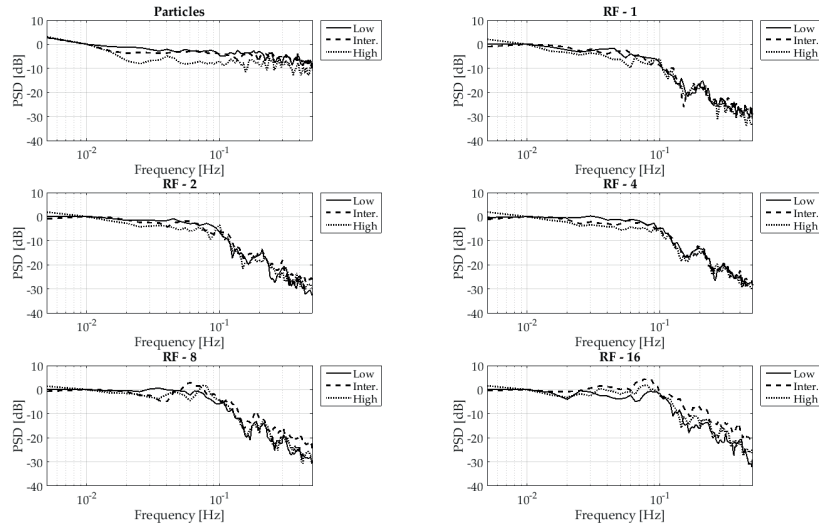 Particles
10
0
-10
-20
-30
-40
PSD [dB]
10-2
10-1
Frequency [Hz]
Low
Inter.
High
RF - 1
10
0
-10
-20
-30
-40
PSD [dB]
10-2
10-1
Frequency [Hz]
Low
Inter.
High
RF - 2
10
0
-10
-20
-30
-40
PSD [dB]
10-2
10-1
Frequency [Hz]
Low
Inter.
High
RF - 4
10
0
-10
-20
-30
-40
PSD [dB]
10-2
10-1
Frequency [Hz]
Low
Inter.
High
RF - 8
10
0
-10
-20
-30
-40
PSD [dB]
10-2
10-1
Frequency [Hz]
Low
Inter.
High
RF - 16
10
0
-10
-20
-30
-40
PSD [dB]
10-2
10-1
Frequency [Hz]
Low
Inter.
High